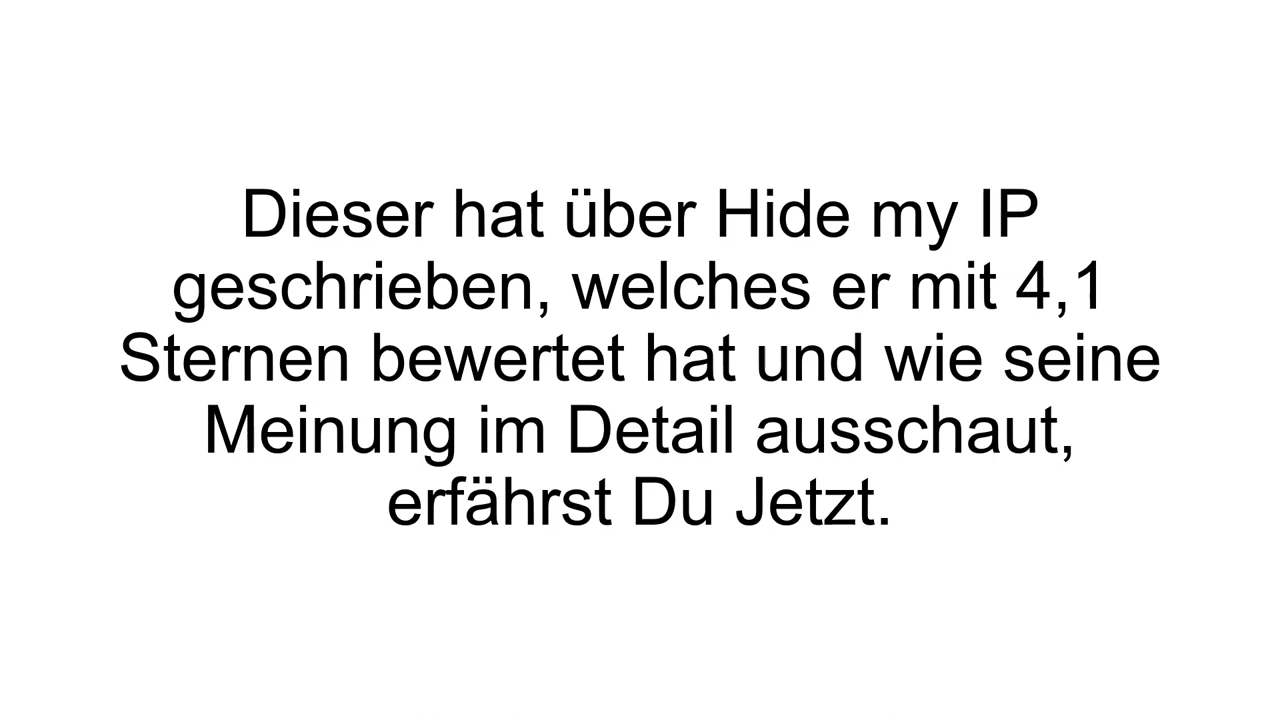 Dieser hat über Hide my IP
geschrieben, welches er mit 4,1
Sternen bewertet hat und wie seine
Meinung im Detail ausschaut,
erfährst Du Jetzt.